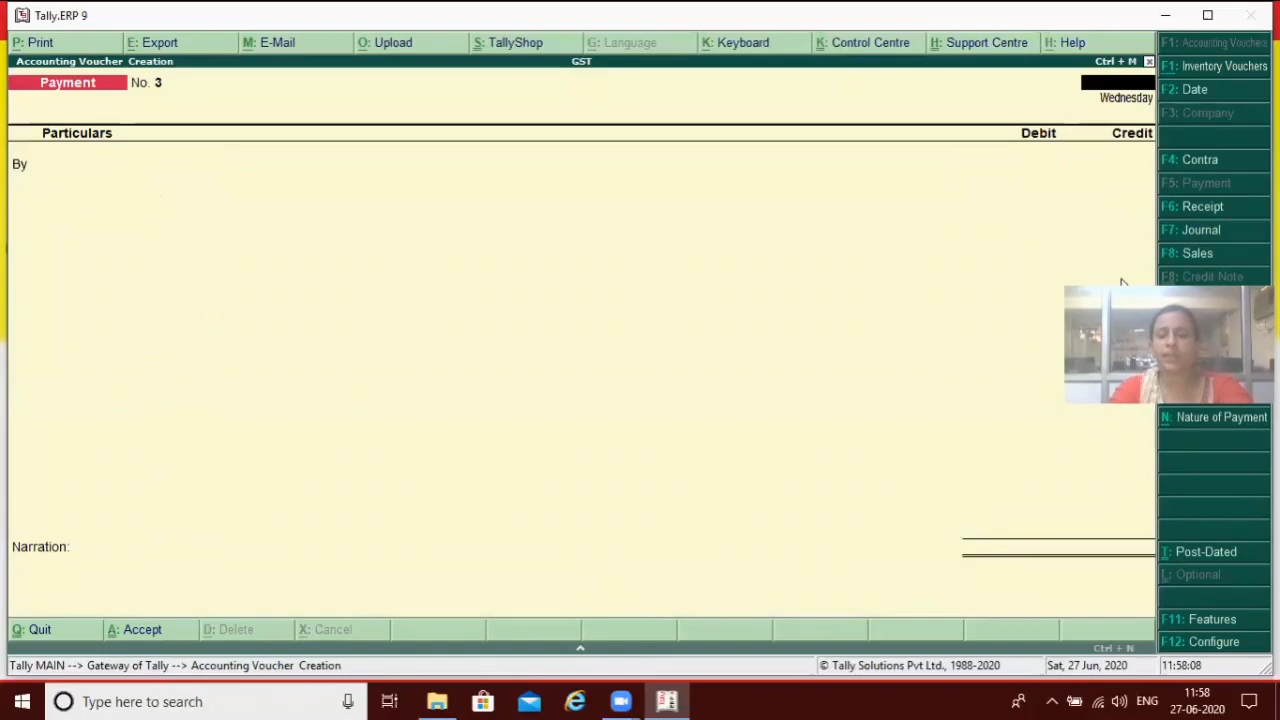 Tally.ERP 9
P: Print E: Export M: E-Mail O: Upload S: TallyShop G: Language K: Keyboard K: Control Centre H: Support Centre H: Help
F1: Accounting Vouchers
Accounting Voucher Creation GST Ctrl + M
F1: Inventory Vouchers
Payment No. 3
F2: Date
Wednesday
F3: Company
Particulars Debit Credit
By
F4: Contra
F5: Payment
F6: Receipt
F7: Journal
F8: Sales
F8: Credit Note
N: Nature of Payment
Narration:
T: Post-Dated
L: Optional
F11: Features
Q: Quit A: Accept D: Delete X: Cancel
F12: Configure
Ctrl + N
Tally MAIN --> Gateway of Tally --> Accounting Voucher Creation © Tally Solutions Pvt Ltd., 1988-2020 Sat, 27 Jun, 2020 11:58:08
Type here to search ENG 11:58
27-06-2020